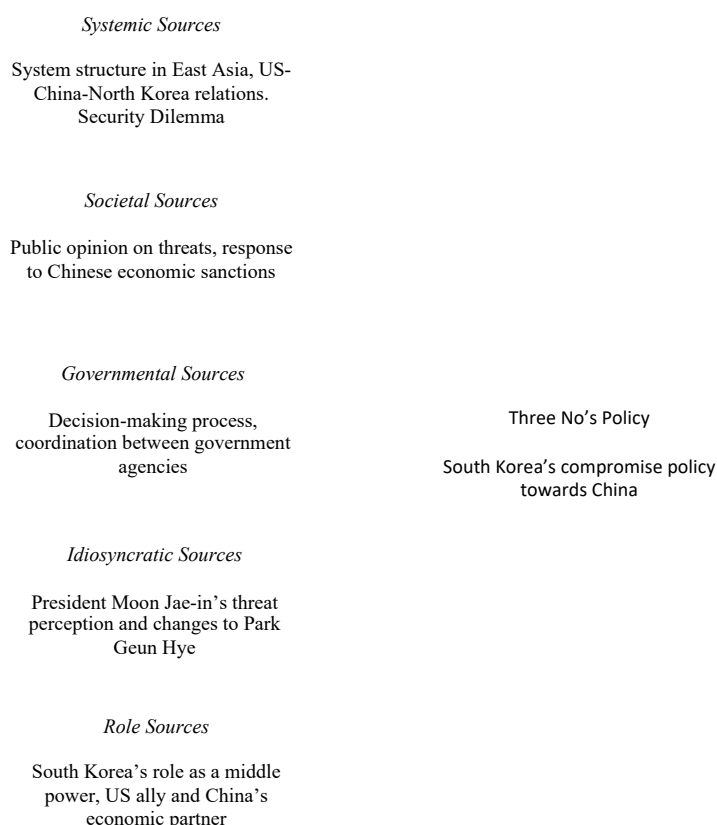 Systemic Sources
System structure in East Asia, US-
China-North Korea relations.
Security Dilemma
Societal Sources
Public opinion on threats, response
to Chinese economic sanctions
Governmental Sources
Decision-making process,
coordination between government
agencies
Three No’s Policy
South Korea’s compromise policy
towards China
Idiosyncratic Sources
President Moon Jae-in’s threat
perception and changes to Park
Geun Hye
Role Sources
South Korea’s role as a middle
power, US ally and China’s
economic partner